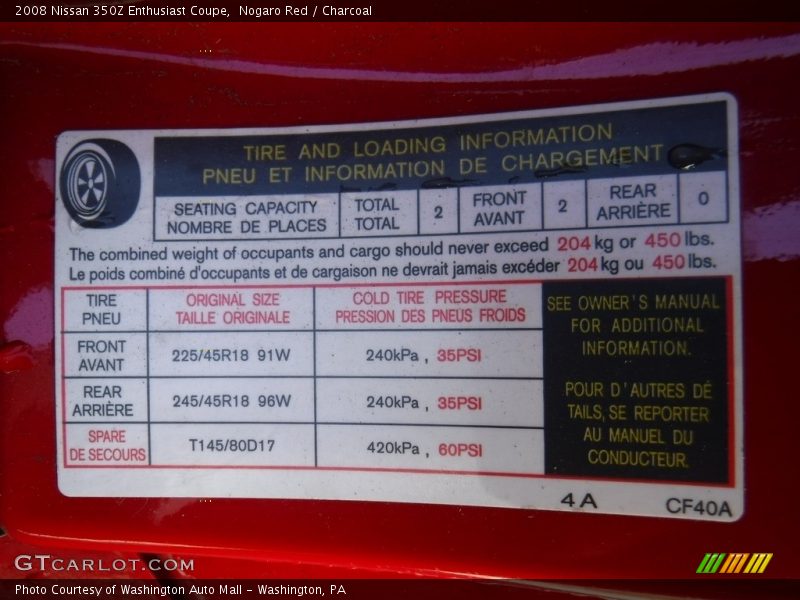 2008 Nissan 350Z Enthusiast Coupe,  Nogaro Red / Charcoal
TIRE AND LOADING INFORMATION
PNEU ET INFORMATION DE CHARGEMENT
SEATING CAPACITY
NOMBRE DE PLACES
TOTAL
TOTAL
2
FRONT
AVANT
2
REAR
ARRIÈRE
0
The combined weight of occupants and cargo should never exceed 204 kg or 450 lbs.
Le poids combiné d'occupants et de cargaison ne devrait jamais excéder 204 kg ou 450 lbs.
TIRE
PNEU
ORIGINAL SIZE
TAILLE ORIGINALE
COLD TIRE PRESSURE
PRESSION DES PNEUS FROIDS
FRONT
AVANT
225/45R18 91W
240kPa , 35PSI
REAR
ARRIÈRE
245/45R18 96W
240kPa , 35PSI
SPARE
DE SECOURS
T145/80D17
420kPa , 60PSI
SEE OWNER'S MANUAL
FOR ADDITIONAL
INFORMATION.
POUR D'AUTRES DÉ
TAILS, SE REPORTER
AU MANUEL DU
CONDUCTEUR.
4A
CF40A
GTCARLOT.COM
Photo Courtesy of Washington Auto Mall - Washington, PA